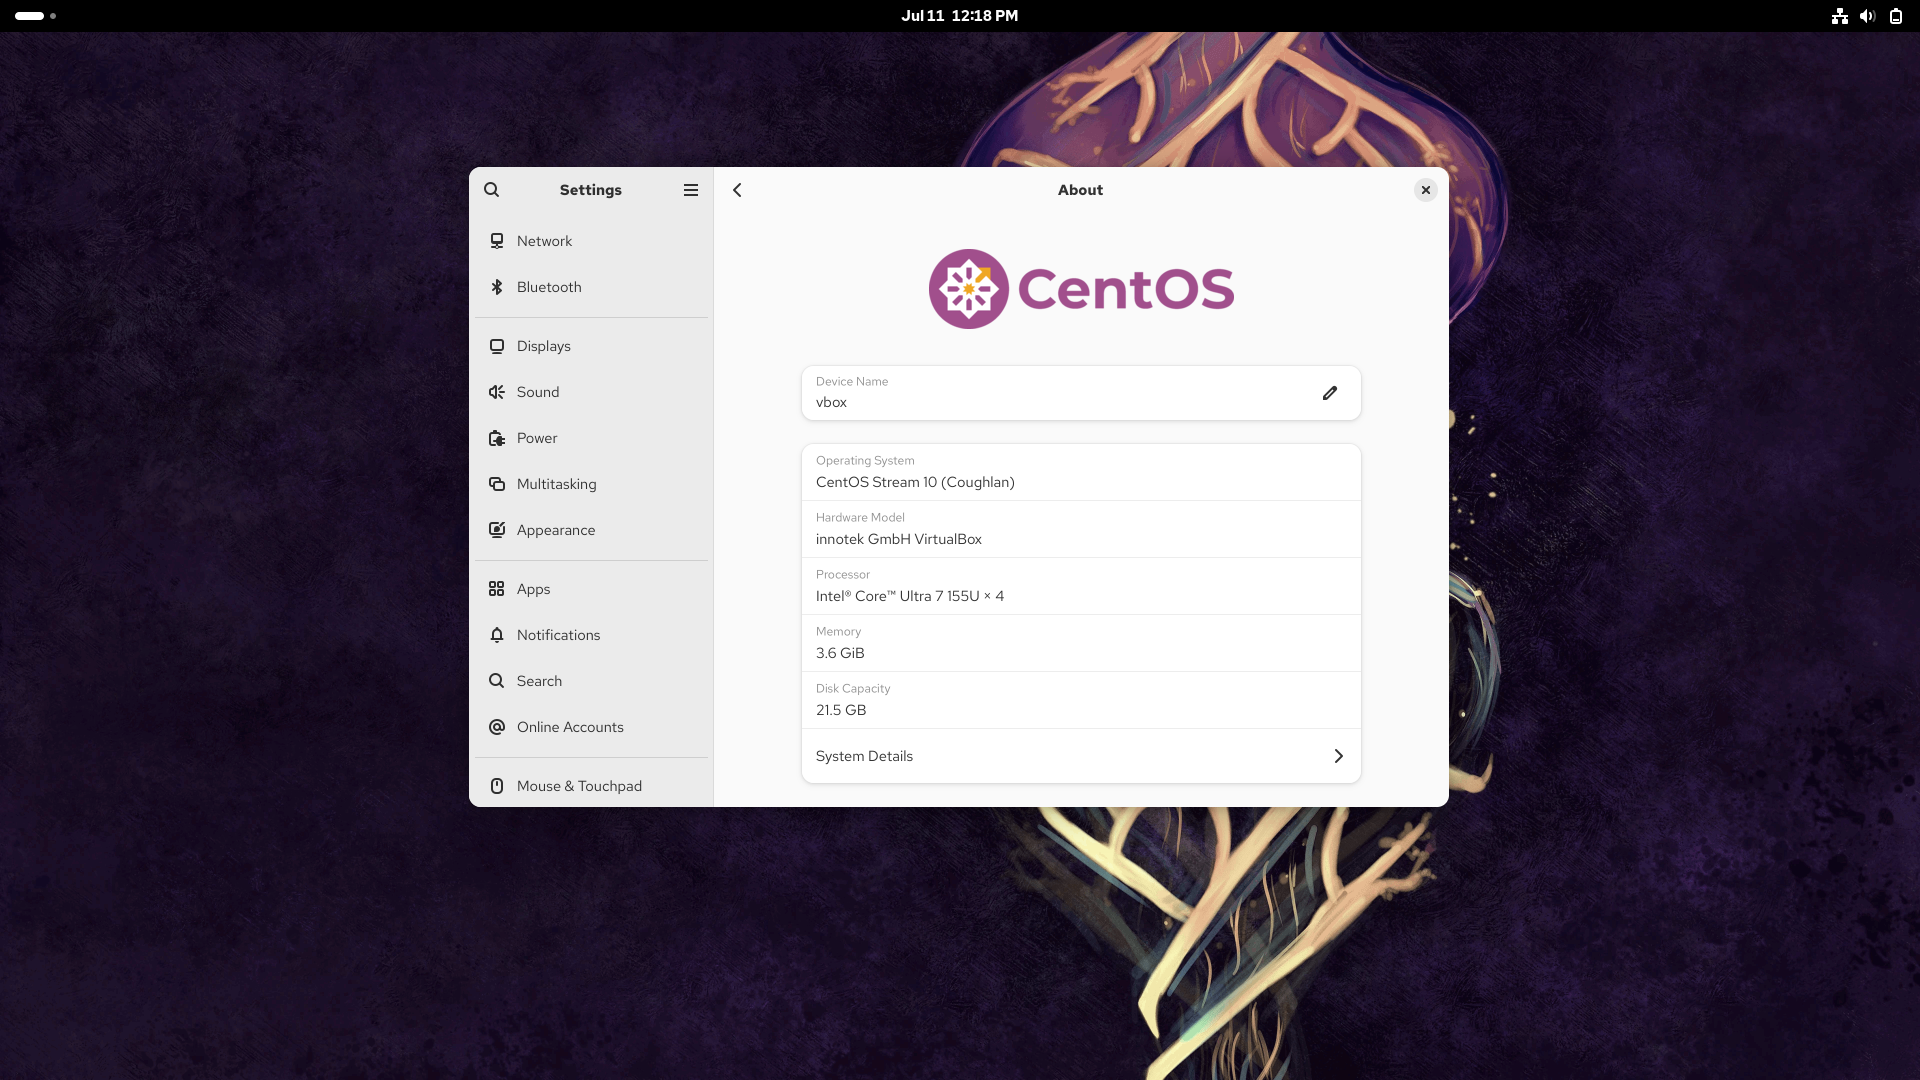 Jul 11 12:18 PM
Settings
Network
Bluetooth
Displays
Sound
Power
Multitasking
Appearance
Apps
Notifications
Search
Online Accounts
Mouse & Touchpad
About
CentOS
Device Name
vbox
Operating System
CentOS Stream 10 (Coughlan)
Hardware Model
innotek GmbH VirtualBox
Processor
Intel® Core™ Ultra 7 155U × 4
Memory
3.6 GiB
Disk Capacity
21.5 GB
System Details